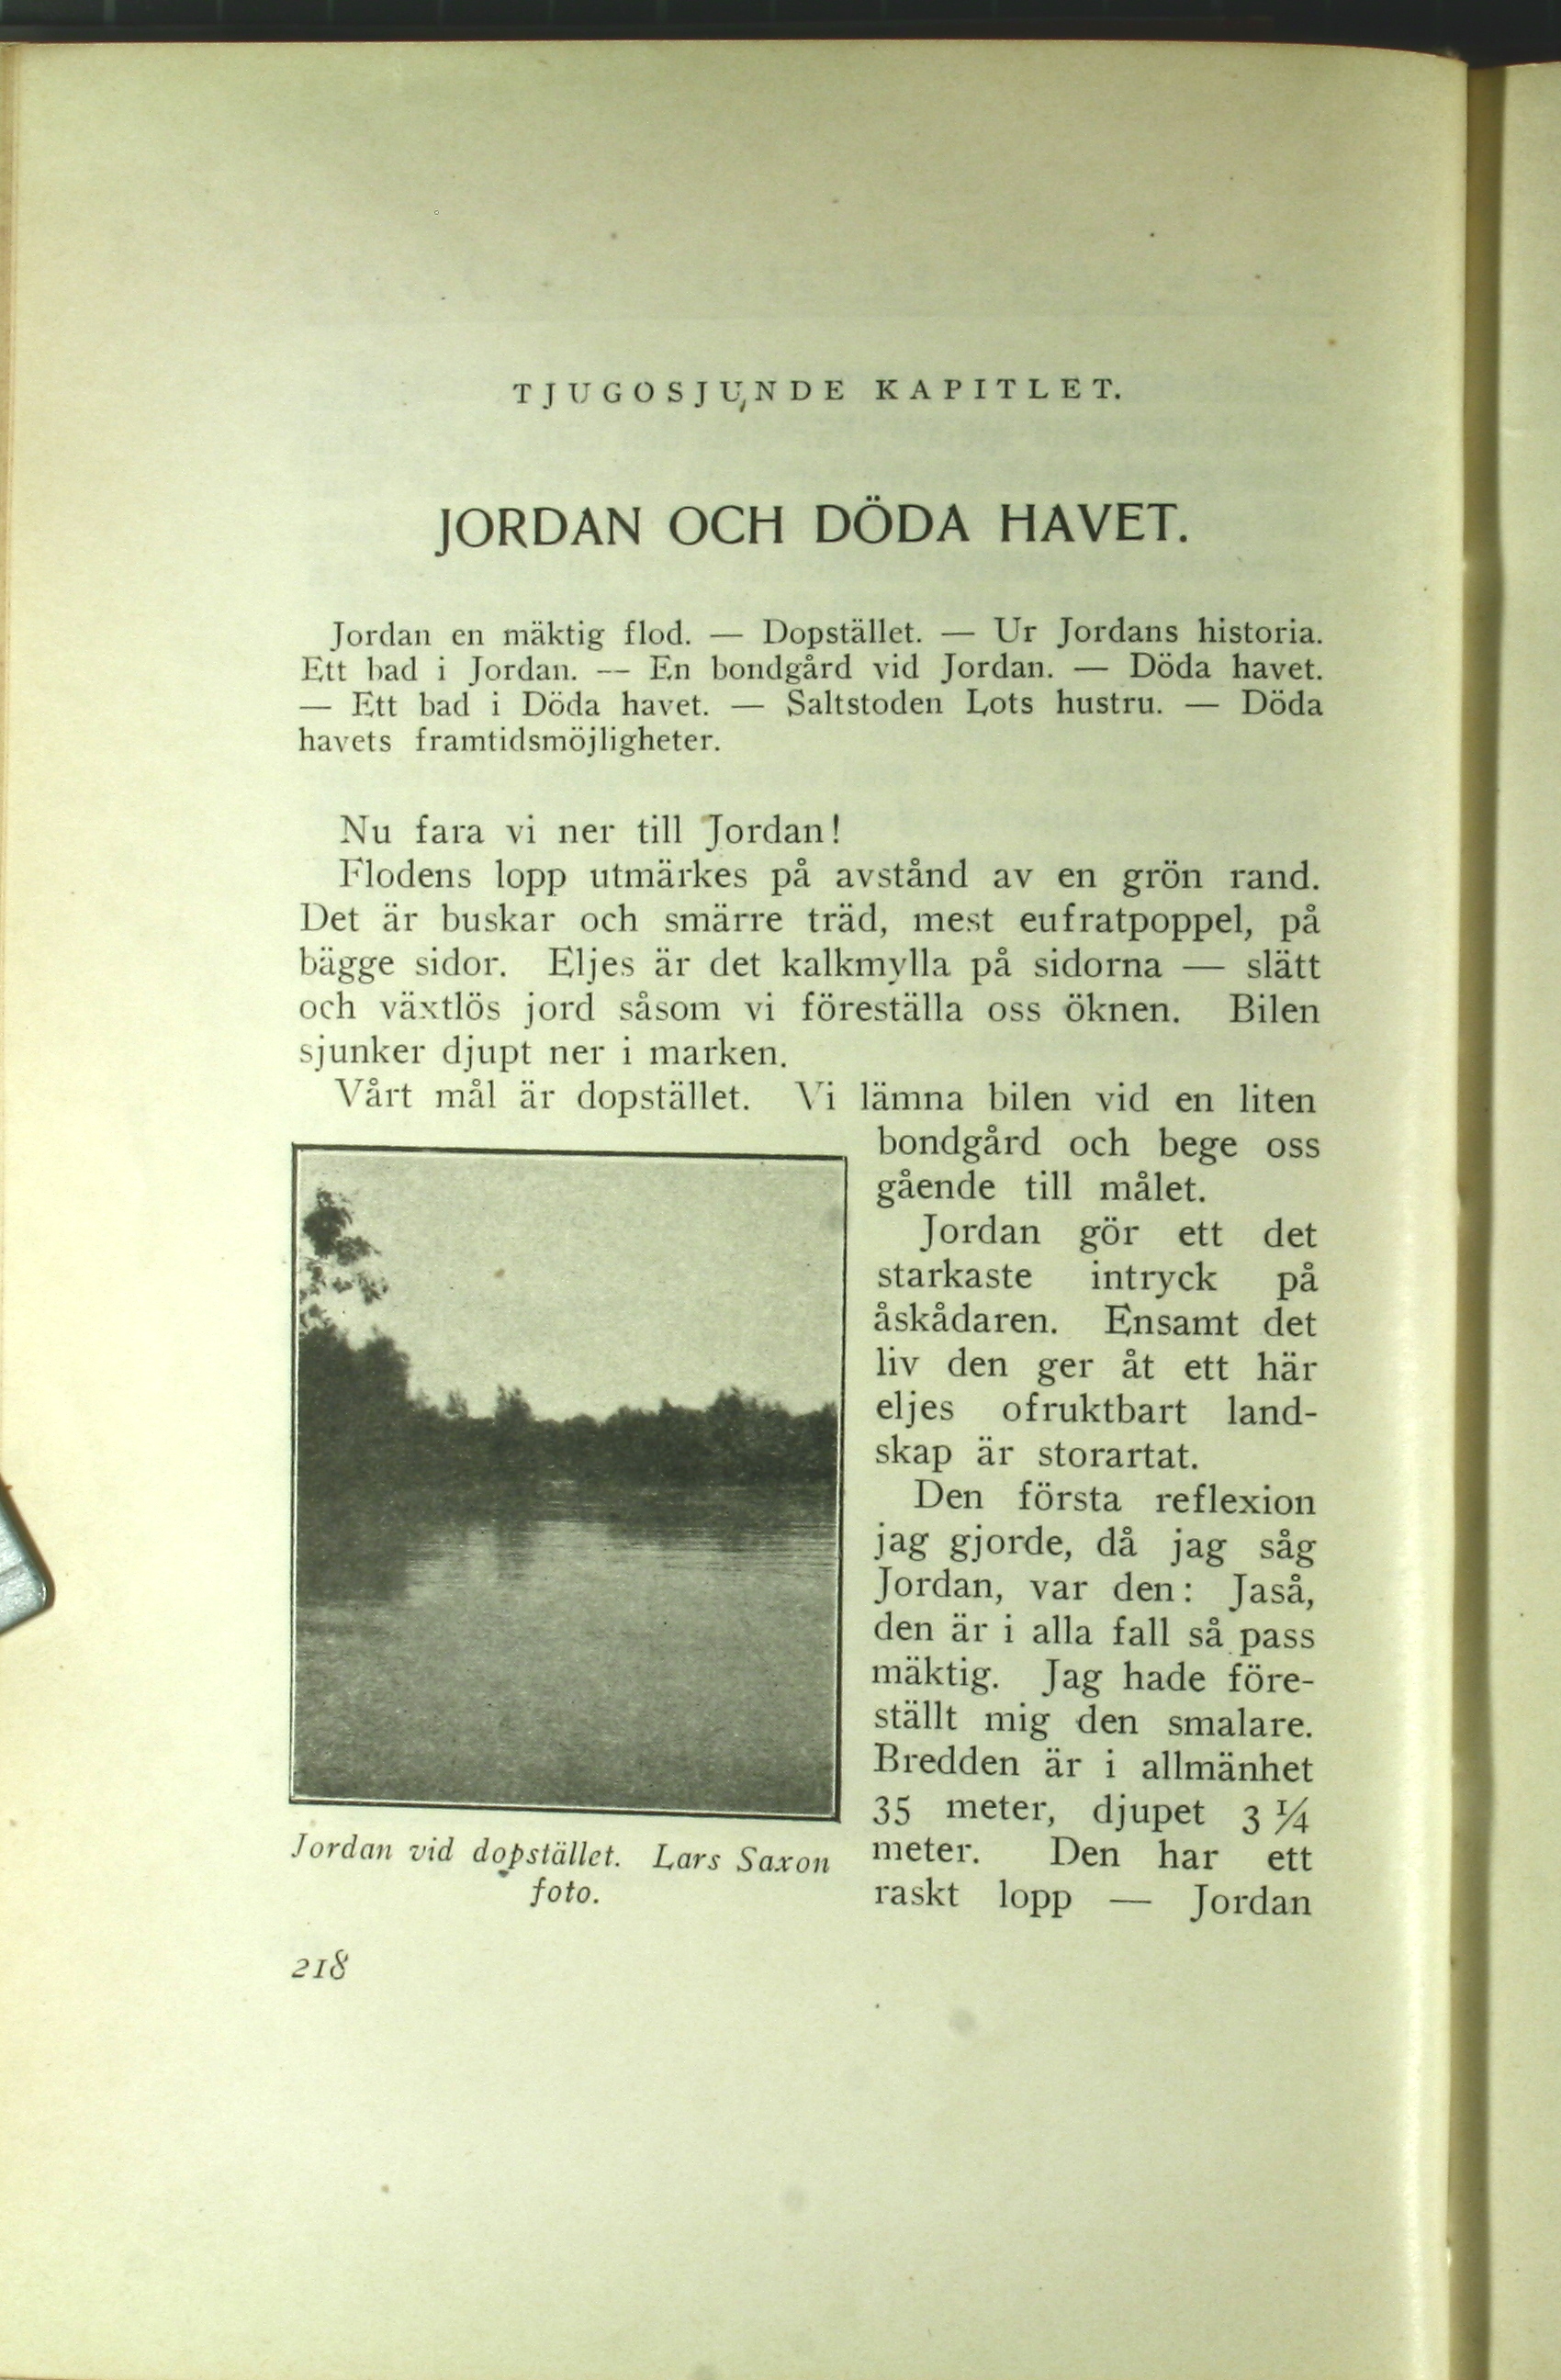 TJUGOSJUNDE KAPITLET.
JORDAN OCH DÖDA HAVET.
Jordan en mäktig flod. — Dopstället. — Ur Jordans historia.
Ett bad i Jordan. — En bondgård vid Jordan. — Döda havet.
— Ett bad i Döda havet. — Saltstoden Lots hustru. — Döda
havets framtidsmöjligheter.
Nu fara vi ner till Jordan!
Flodens lopp utmärkes på avstånd av en grön rand.
Det är buskar och smärre träd, mest eufratpoppel, på
bägge sidor. Eljes är det kalkmylla på sidorna — slätt
och växtlös jord såsom vi föreställa oss öknen. Bilen
sjunker djupt ner i marken.
Vårt mål är dopstället. Vi lämna bilen vid en liten
bondgård och bege oss
gående till målet.
Jordan gör ett det
starkaste intryck på
åskådaren. Ensamt det
liv den ger åt ett här
eljes ofruktbart land-
skap är storartat.
Den första reflexion
jag gjorde, då jag såg
Jordan, var den: Jaså,
den är i alla fall så pass
mäktig. Jag hade före-
ställt mig den smalare.
Bredden är i allmänhet
35 meter, djupet 3 ¼
meter. Den har ett
raskt lopp — Jordan
Jordan vid dopstället. Lars Saxon
foto.
218